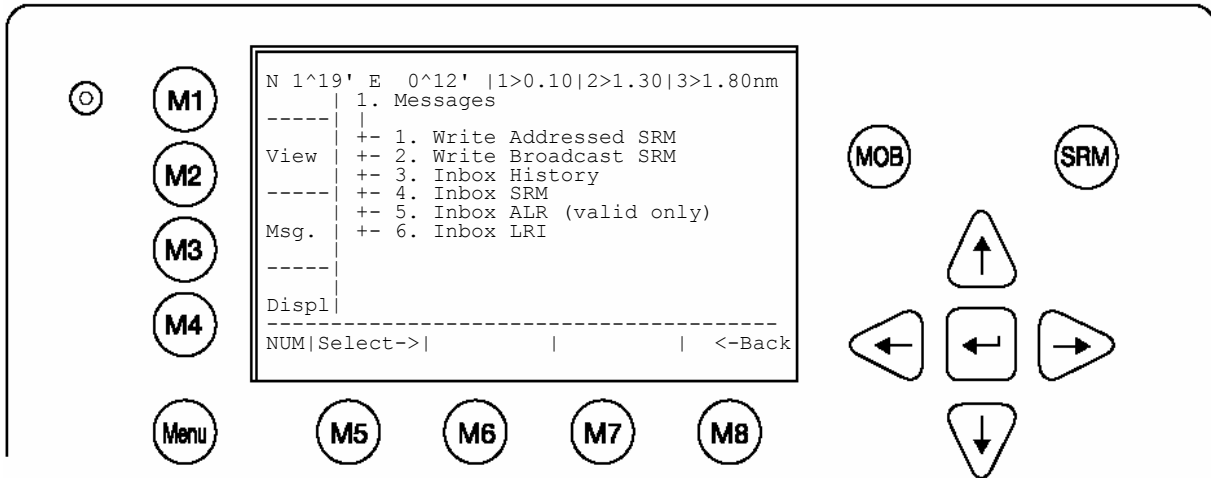 N 1^19' E  0^12' |1>0.10|2>1.30|3>1.80nm
| 1. Messages
-----| |
| +- 1. Write Addressed SRM
View | +- 2. Write Broadcast SRM
| +- 3. Inbox History
-----| +- 4. Inbox SRM
| +- 5. Inbox ALR (valid only)
Msg. | +- 6. Inbox LRI
|
-----|
|
Displ|
----------------------------------------
NUM|Select->|         |         | <-Back
M1
M2
M3
M4
MOB
SRM
Menu
M5
M6
M7
M8